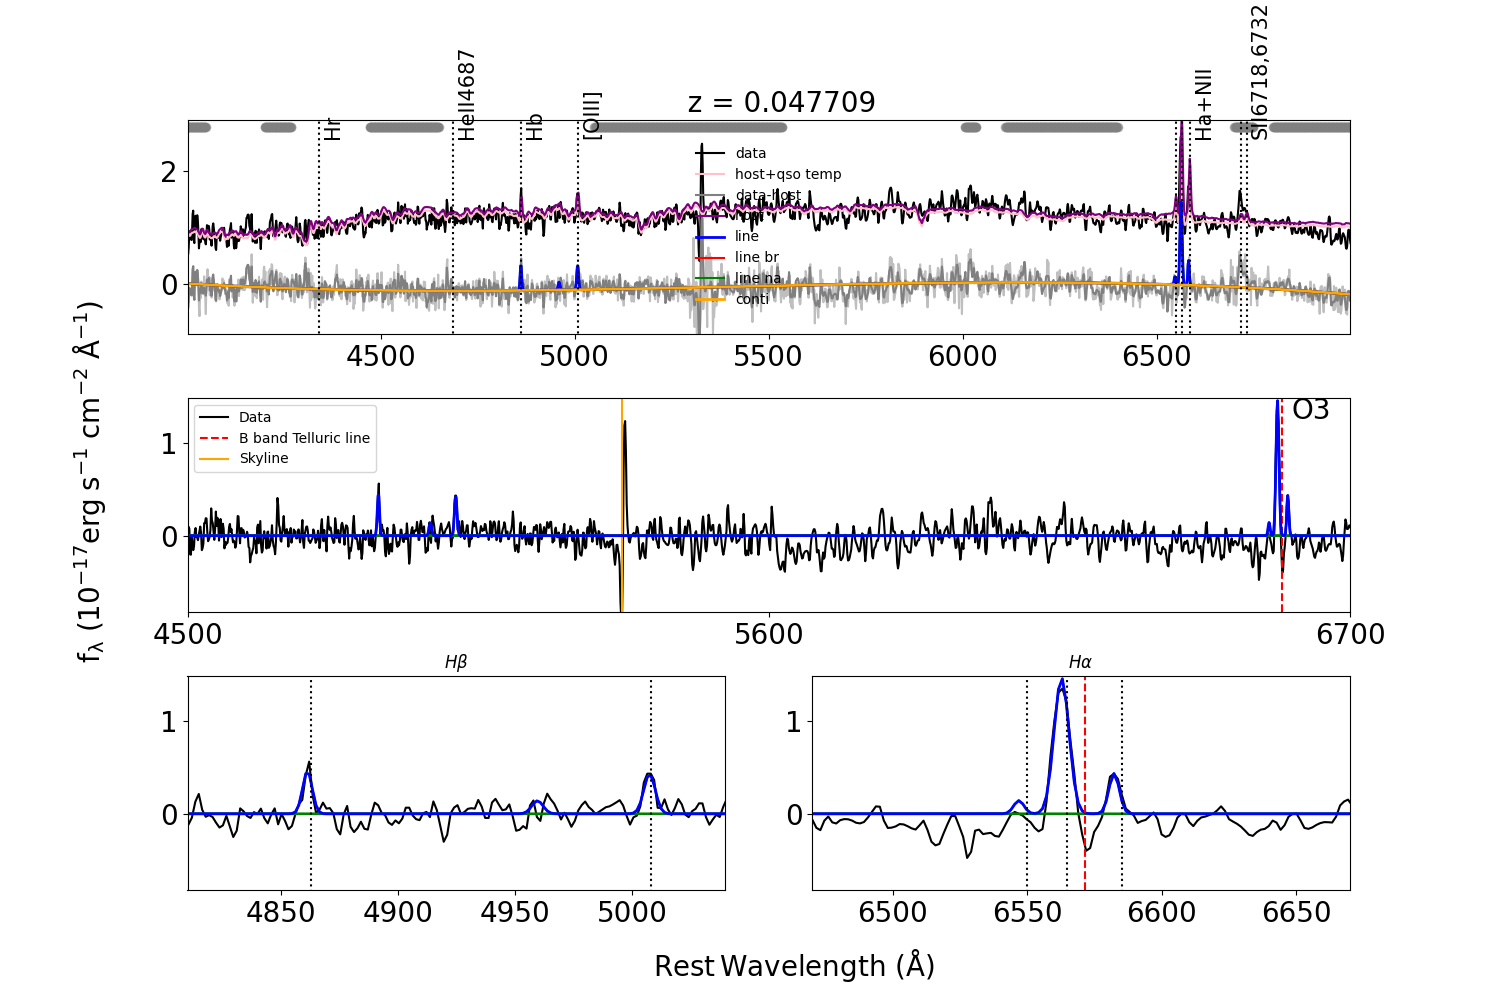 z = 0.047709
Hr
HeII4687
Hb
[OIII]
Ha+NII
SII6718,6732
data
host+qso temp
data-host
line
line br
line na
conti
2
0
4500
5000
5500
6000
6500
Data
B band Telluric line
Skyline
O3
1
0
4500
5600
6700
fλ (10⁻¹⁷erg s⁻¹ cm⁻² Å⁻¹)
Hβ
1
0
4850
4900
4950
5000
Hα
1
0
6500
6550
6600
6650
Rest Wavelength (Å)